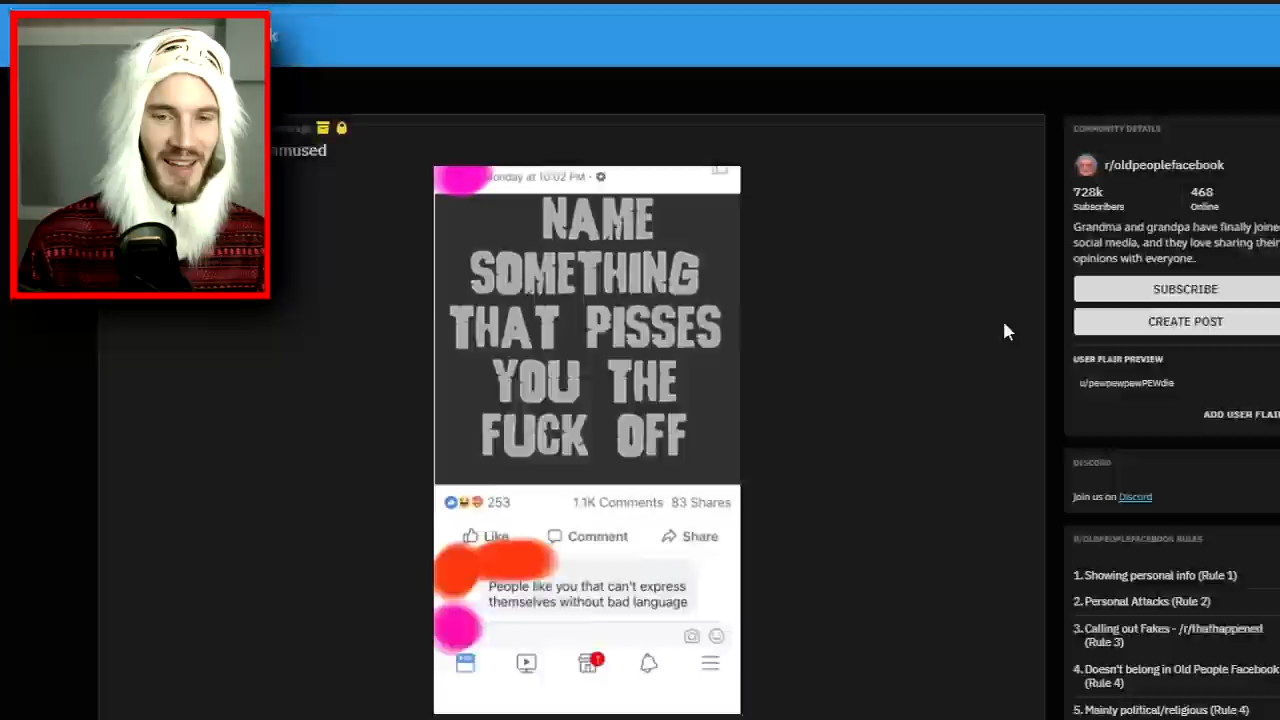 amused
onday at 10:02 PM ·
NAME
SOMETHING
THAT PISSES
YOU THE
FUCK OFF
253
1.1K Comments
83 Shares
Like
Comment
Share
People like you that can't express
themselves without bad language
COMMUNITY DETAILS
r/oldpeoplefacebook
728k
468
Subscribers
Online
Grandma and grandpa have finally joine
social media and they love sharing thei
opinions with everyone.
SUBSCRIBE
CREATE POST
USER FLAIR PREVIEW
u/pewpewpewPEWdie
ADD USER FLAI
DISCORD
Join us on Discord
R/OLDPEOPLEFACEBOOK RULES
1. Showing personal info (Rule 1)
2. Personal Attacks (Rule 2)
3. Calling out Fakes - /r/thathappened
(Rule 3)
4. Doesn't belong in Old People Facebook
(Rule 4)
5. Mainly political/religious (Rule 4)